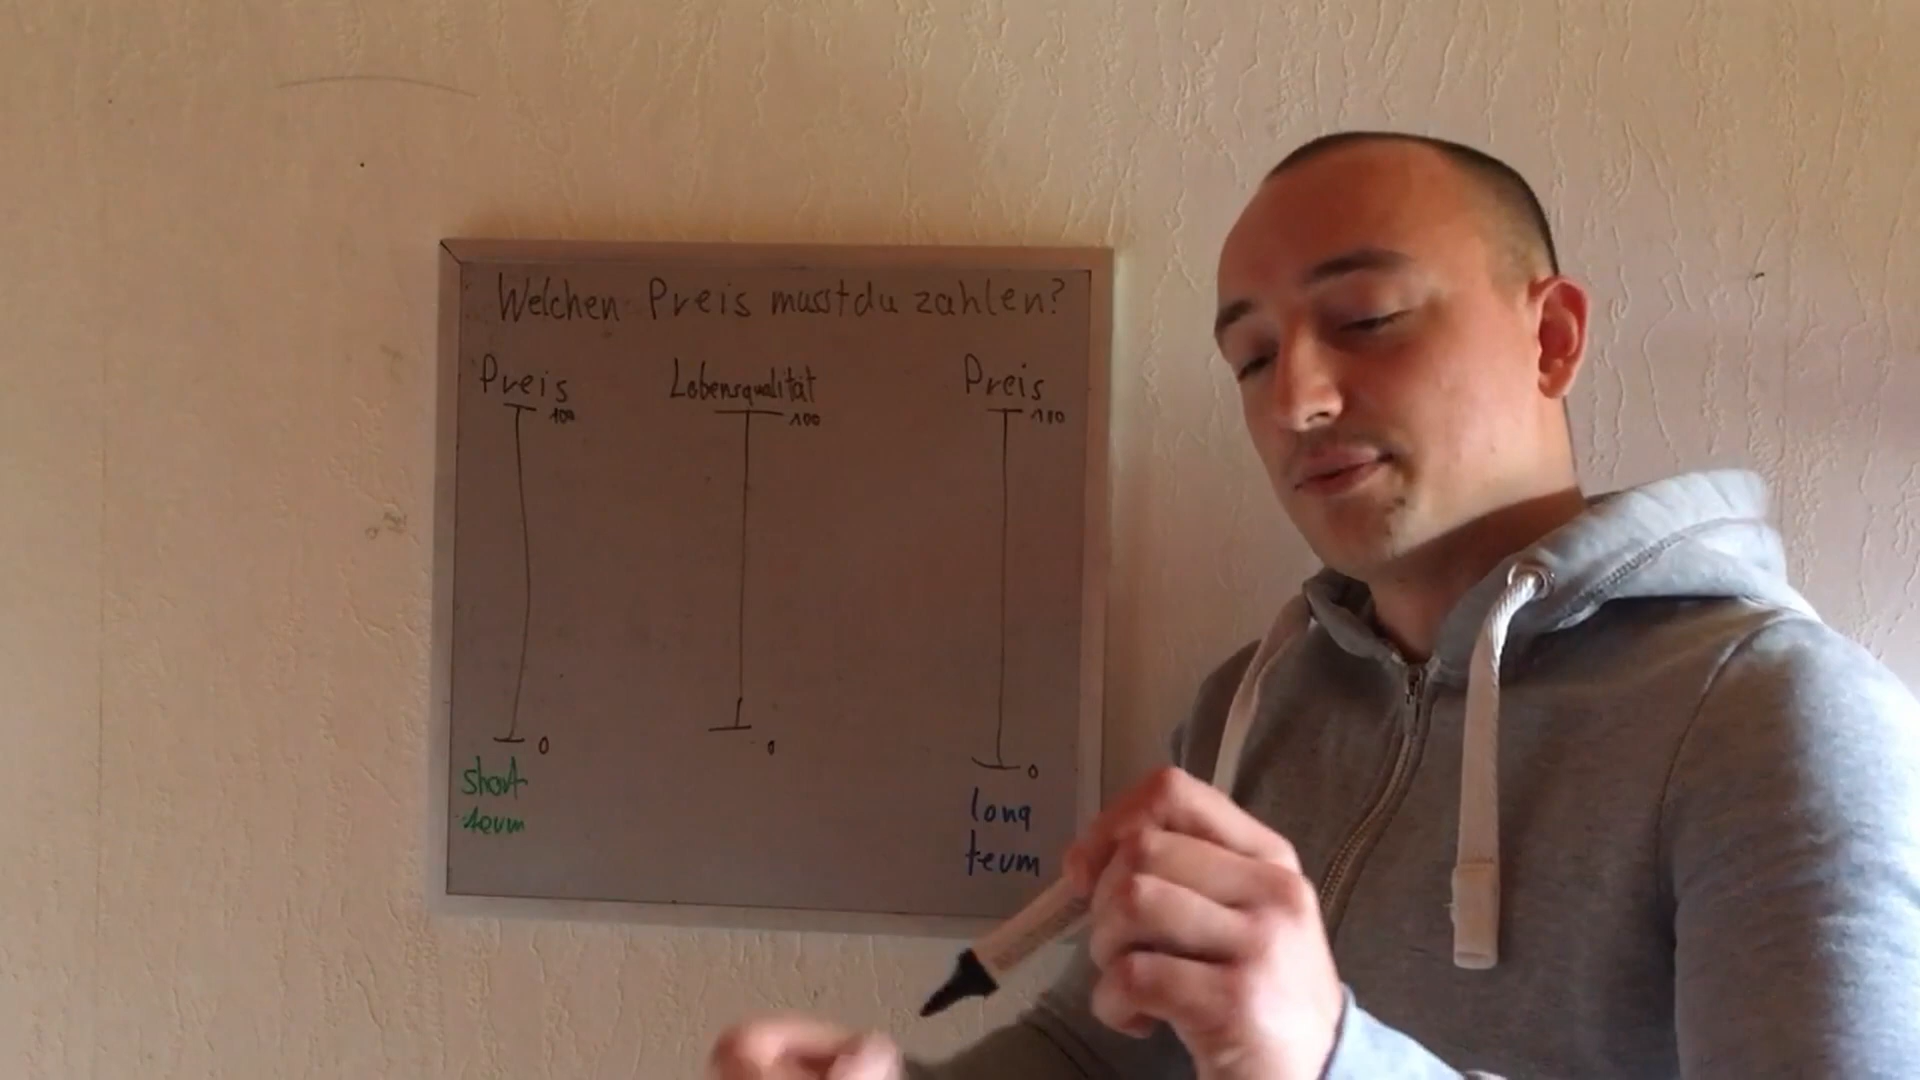 Welchen Preis musst du zahlen?
Preis Lebensqualität Preis
100 100 100
0 0 0
short long
term term